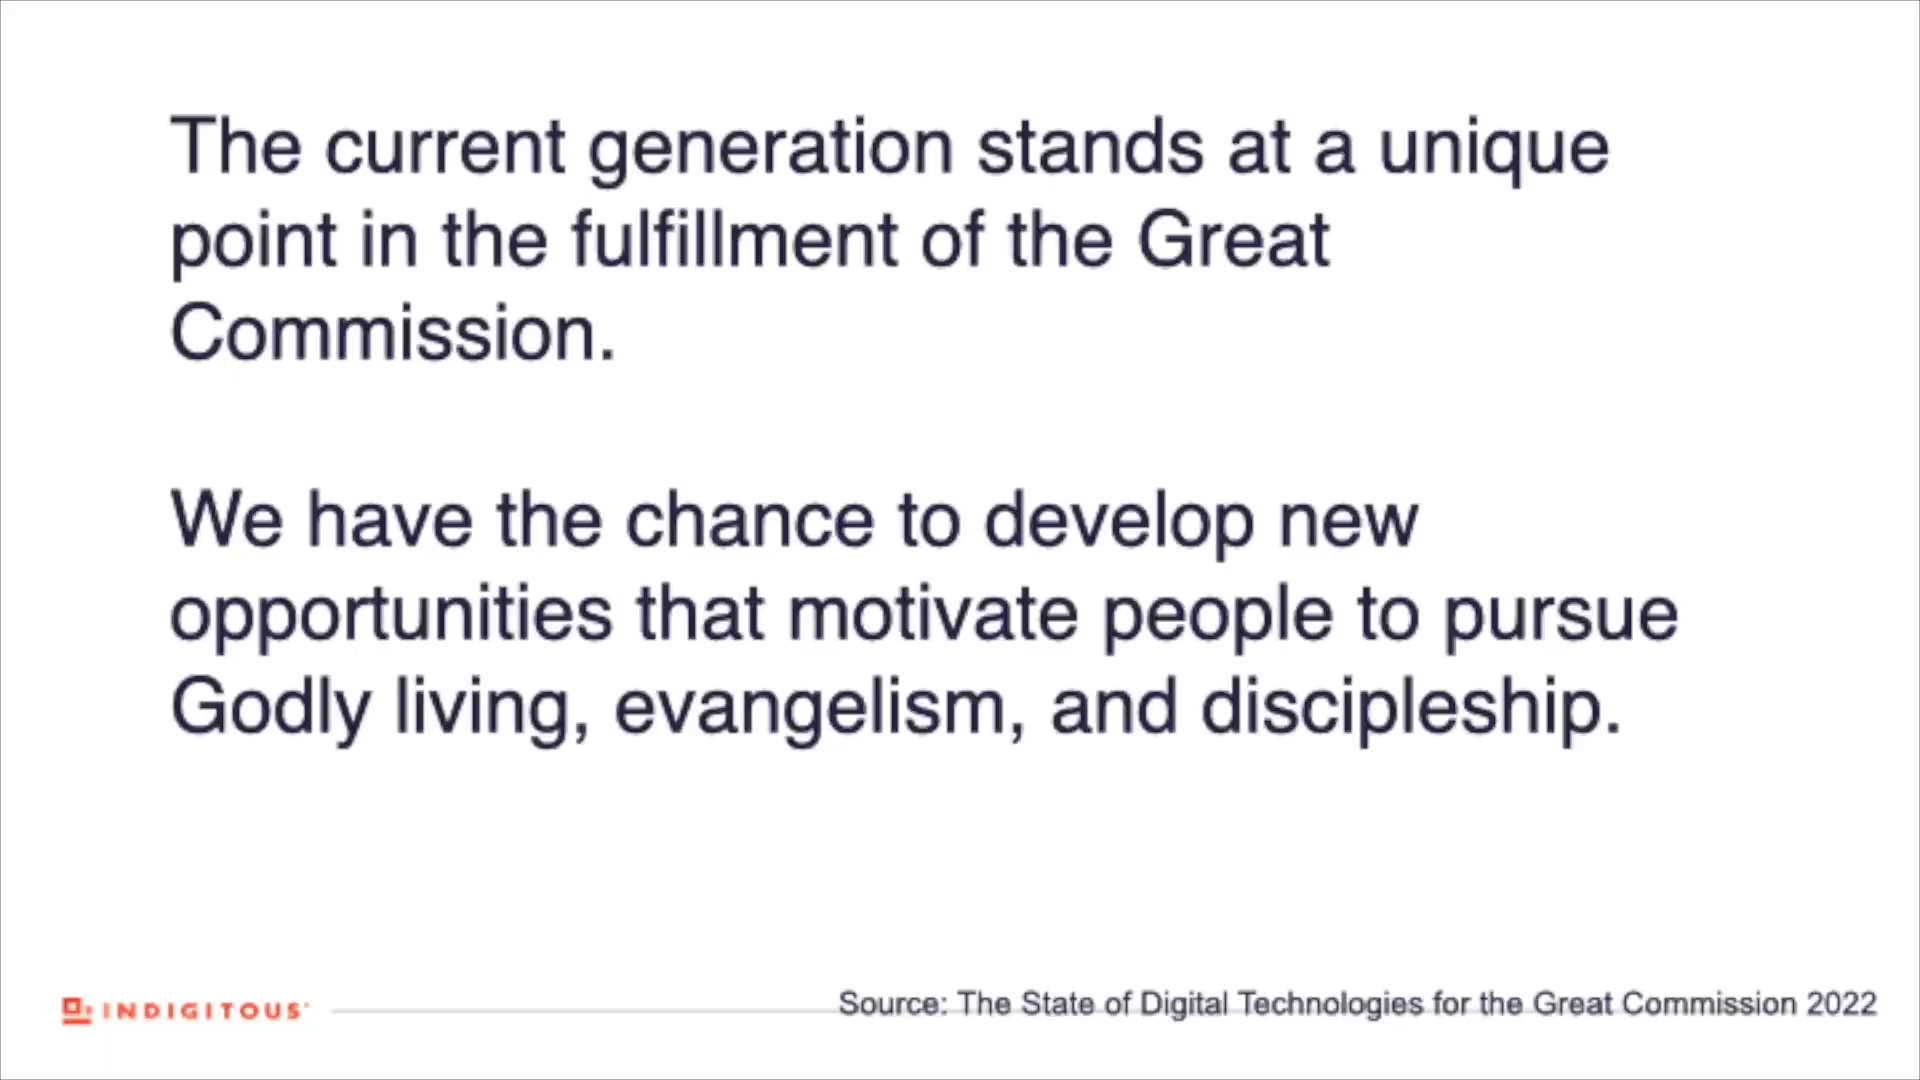 The current generation stands at a unique
point in the fulfillment of the Great
Commission.
We have the chance to develop new
opportunities that motivate people to pursue
Godly living, evangelism, and discipleship.
INDIGITOUS
Source: The State of Digital Technologies for the Great Commission 2022